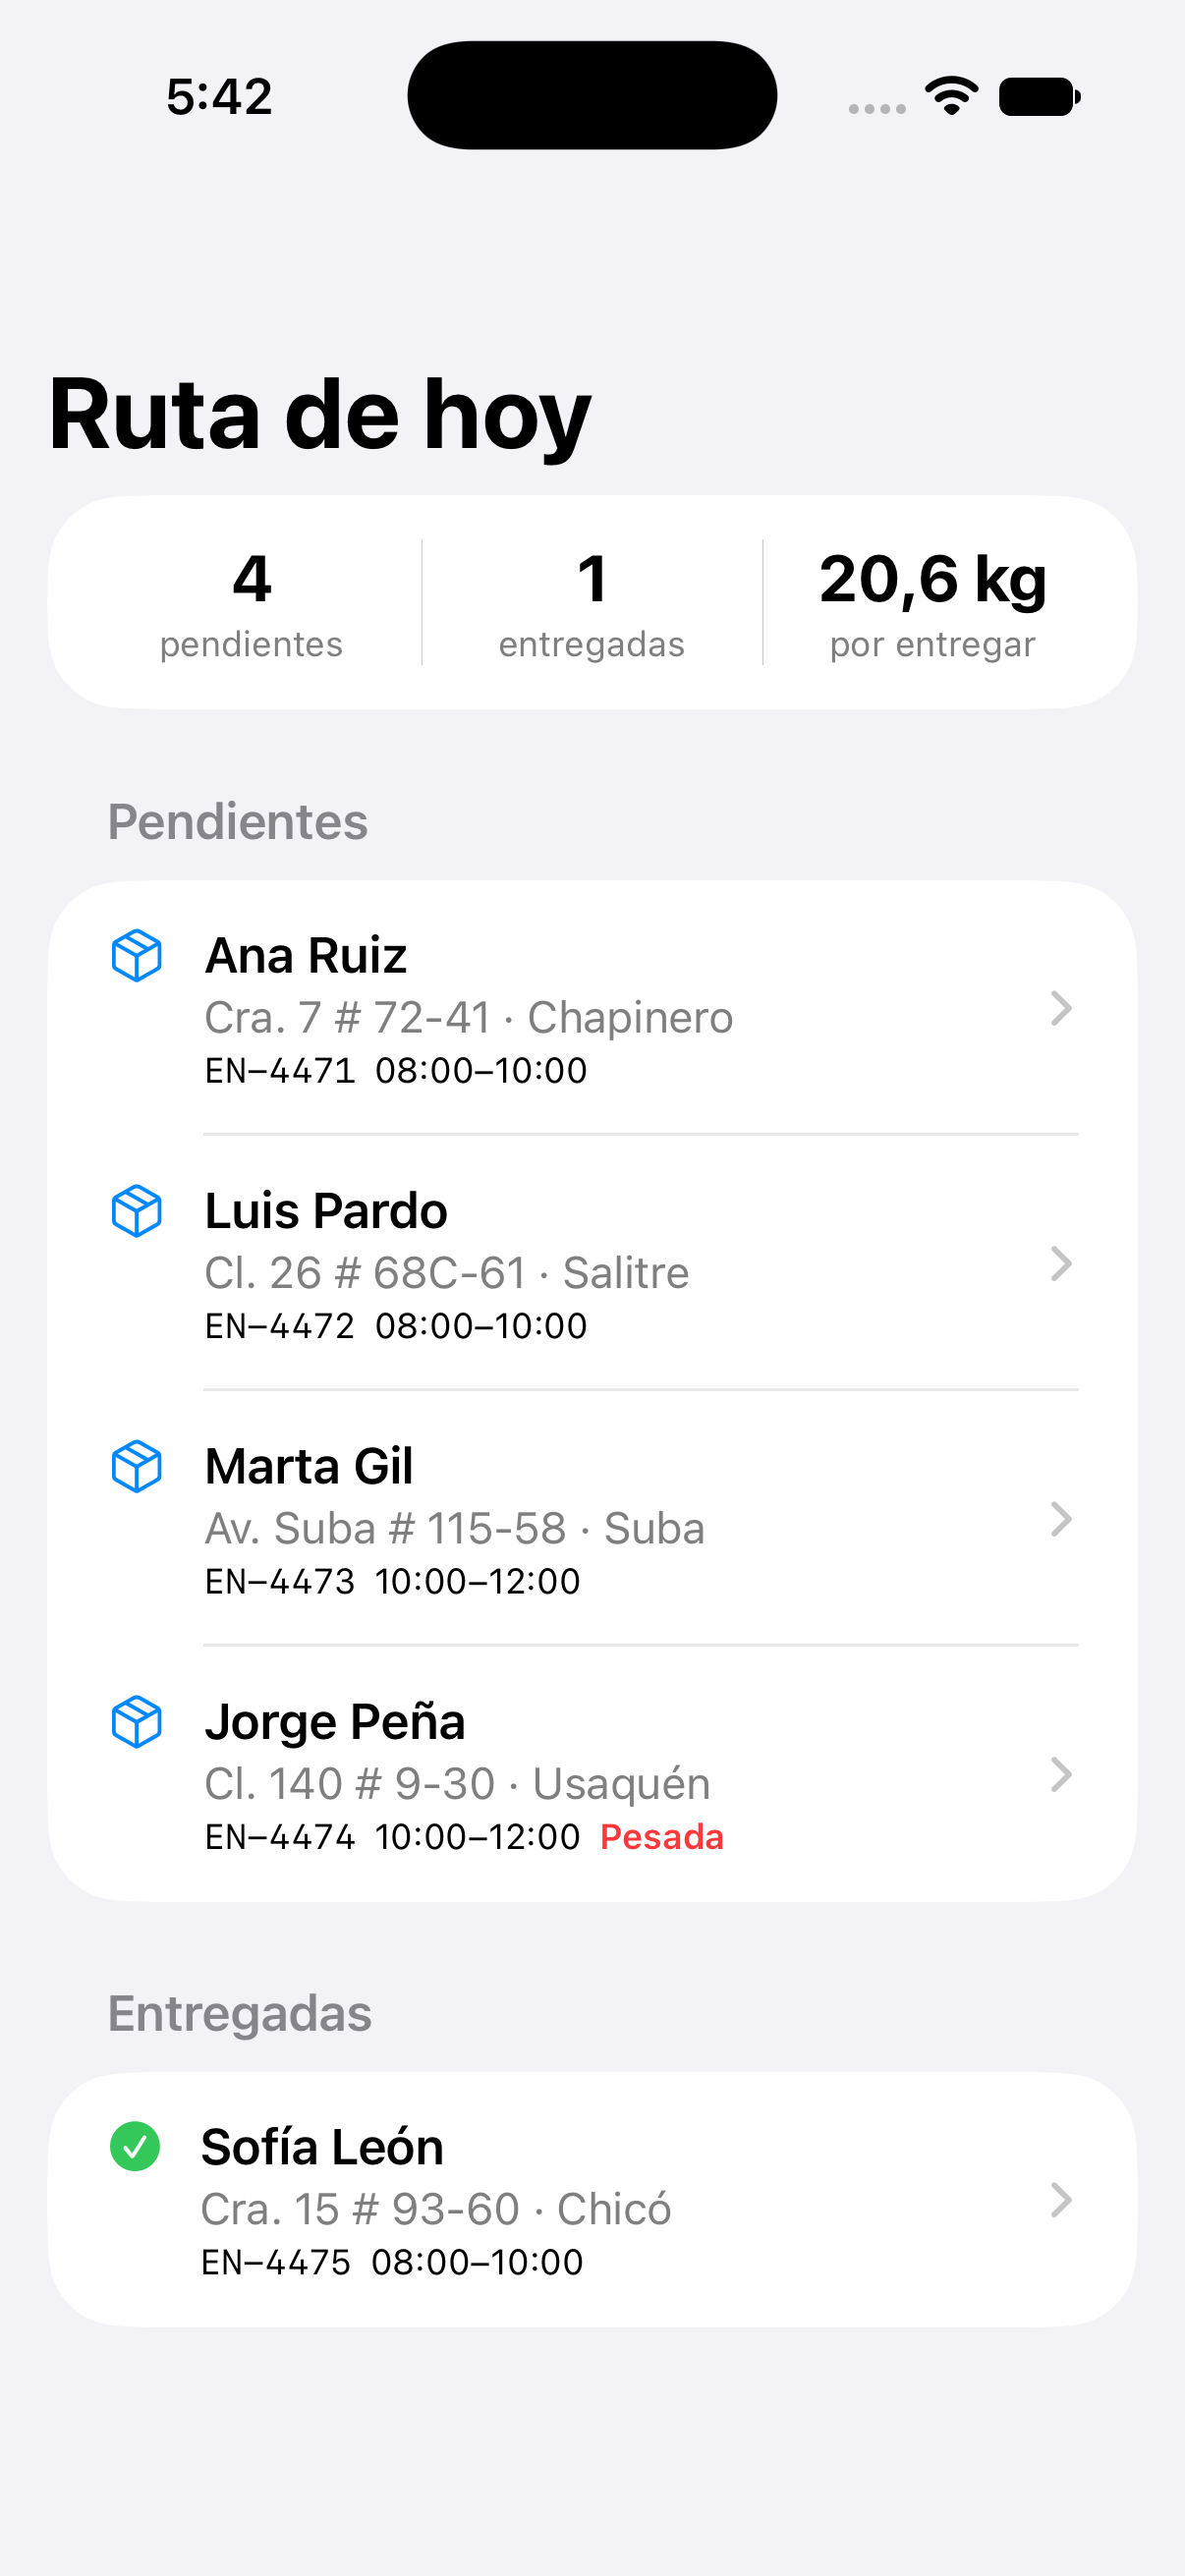 5:42
Ruta de hoy
4
pendientes
1
entregadas
20,6 kg
por entregar
Pendientes
Ana Ruiz
Cra. 7 # 72-41 · Chapinero
EN-4471 08:00–10:00
Luis Pardo
Cl. 26 # 68C-61 · Salitre
EN-4472 08:00–10:00
Marta Gil
Av. Suba # 115-58 · Suba
EN-4473 10:00–12:00
Jorge Peña
Cl. 140 # 9-30 · Usaquén
EN-4474 10:00–12:00 Pesada
Entregadas
Sofía León
Cra. 15 # 93-60 · Chicó
EN-4475 08:00–10:00